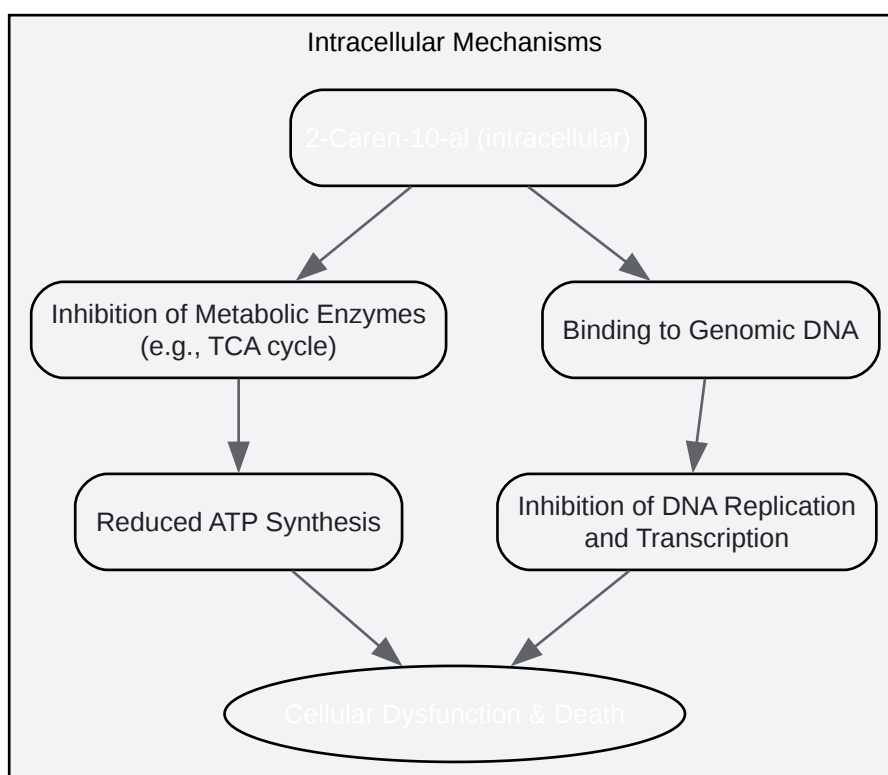 Intracellular Mechanisms
2-Caren-10-al (intracellular)
Inhibition of Metabolic Enzymes
(e.g., TCA cycle)
Binding to Genomic DNA
Reduced ATP Synthesis
Inhibition of DNA Replication
and Transcription
Cellular Dysfunction & Death